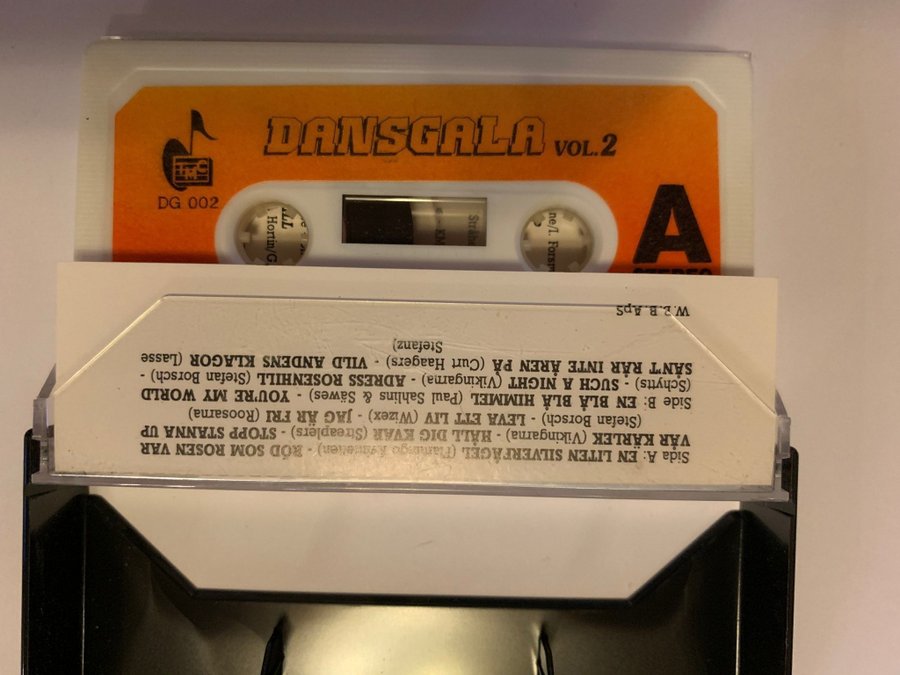 DANSGALA VOL.2
TMS
DG 002
A
STEREO
Sida A: EN LITEN SILVERFÅGEL (Flamingo Kvintetten) - RÖD SOM ROSEN VAR
VÅR KÄRLEK (Vikingarna) - HÅLL DIG KVAR (Streaplers) - STOPP STANNA UP
(Stefan Borsch) - LEVA ETT LIV (Wizex) - JAG ÄR FRI (Roosarna)
Side B: EN BLÅ BLÅ HIMMEL (Paul Sahlins & Säwes) YOU'RE MY WORLD
(Schytts) - SUCH A NIGHT (Vikingarna) - ADRESS ROSENHILL (Stefan Borsch) -
SÅNT RÅR INTE ÅREN PÅ (Curt Haagers) - VILD ANDENS KLAGOR (Lasse
Stefanz)
W.E.B. ApS